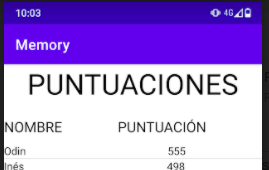 10:03 4G
Memory
PUNTUACIONES
NOMBRE PUNTUACIÓN
Odin 555
Inés 498